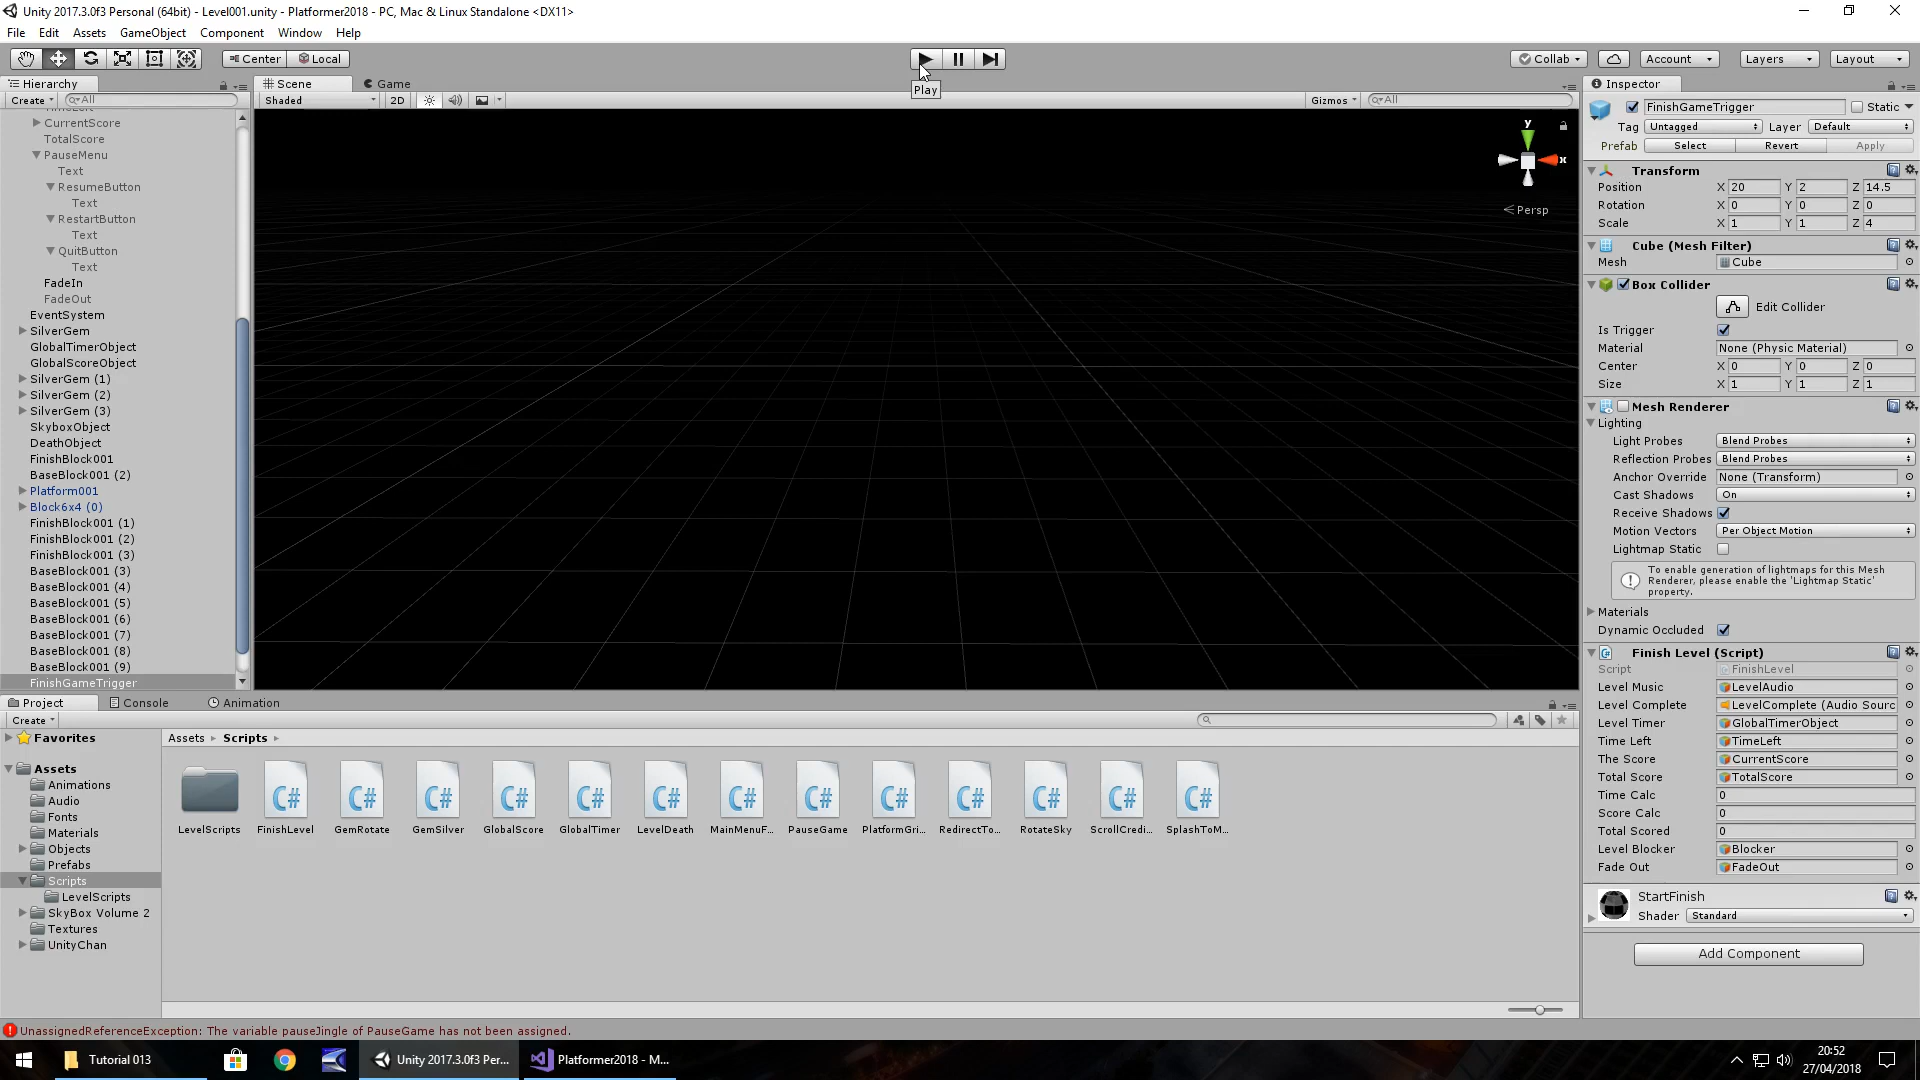 Unity 2017.3.0f3 Personal (64bit) - Level001.unity - Platformer2018 - PC, Mac & Linux Standalone <DX11>
File Edit Assets GameObject Component Window Help
Center Local
Play
Collab Account Layers Layout
Hierarchy
Create All
CurrentScore
TotalScore
PauseMenu
Text
ResumeButton
Text
RestartButton
Text
QuitButton
Text
FadeIn
FadeOut
EventSystem
SilverGem
GlobalTimerObject
GlobalScoreObject
SilverGem (1)
SilverGem (2)
SilverGem (3)
SkyboxObject
DeathObject
FinishBlock001
BaseBlock001 (2)
Platform001
Block6x4 (0)
FinishBlock001 (1)
FinishBlock001 (2)
FinishBlock001 (3)
BaseBlock001 (3)
BaseBlock001 (4)
BaseBlock001 (5)
BaseBlock001 (6)
BaseBlock001 (7)
BaseBlock001 (8)
BaseBlock001 (9)
FinishGameTrigger
Scene Game
Shaded 2D Gizmos All
y
x
Persp
Inspector
FinishGameTrigger Static
Tag Untagged Layer Default
Prefab Select Revert Apply
Transform
Position X 20 Y 2 Z 14.5
Rotation X 0 Y 0 Z 0
Scale X 1 Y 1 Z 4
Cube (Mesh Filter)
Mesh Cube
Box Collider
Edit Collider
Is Trigger
Material None (Physic Material)
Center X 0 Y 0 Z 0
Size X 1 Y 1 Z 1
Mesh Renderer
Lighting
Light Probes Blend Probes
Reflection Probes Blend Probes
Anchor Override None (Transform)
Cast Shadows On
Receive Shadows
Motion Vectors Per Object Motion
Lightmap Static
To enable generation of lightmaps for this Mesh
Renderer, please enable the 'Lightmap Static'
property.
Materials
Dynamic Occluded
Finish Level (Script)
Script FinishLevel
Level Music LevelAudio
Level Complete LevelComplete (Audio Sourc
Level Timer GlobalTimerObject
Time Left TimeLeft
The Score CurrentScore
Total Score TotalScore
Time Calc 0
Score Calc 0
Total Scored 0
Level Blocker Blocker
Fade Out FadeOut
StartFinish
Shader Standard
Add Component
Project Console Animation
Create
Favorites
Assets
Animations
Audio
Fonts
Materials
Objects
Prefabs
Scripts
LevelScripts
SkyBox Volume 2
Textures
UnityChan
Assets Scripts
C# C# C# C# C# C# C# C# C# C# C# C# C#
LevelScripts FinishLevel GemRotate GemSilver GlobalScore GlobalTimer LevelDeath MainMenuF... PauseGame PlatformGri... RedirectTo... RotateSky ScrollCredi... SplashToM...
UnassignedReferenceException: The variable pauseJingle of PauseGame has not been assigned.
Tutorial 013
Unity 2017.3.0f3 Per...
Platformer2018 - M...
20:52
27/04/2018